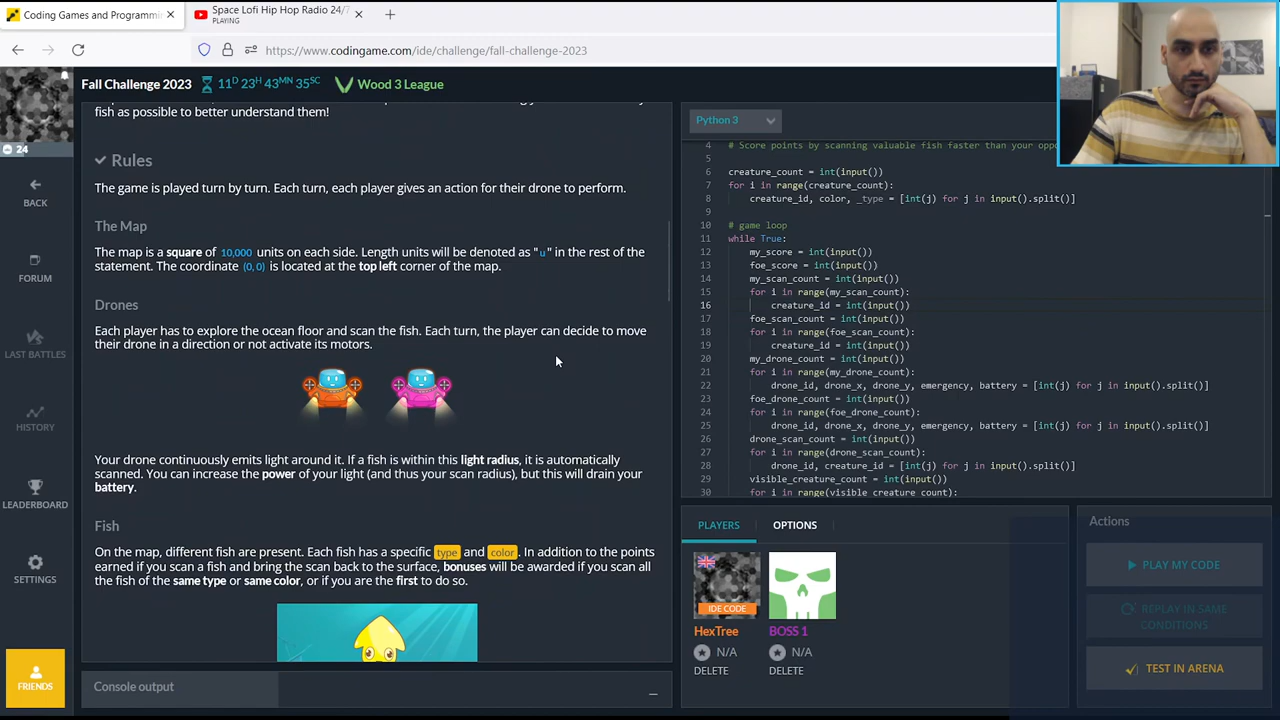 Coding Games and Programmin
Space Lofi Hip Hop Radio 24/7
PLAYING
https://www.codingame.com/ide/challenge/fall-challenge-2023
Fall Challenge 2023
11D 23H 43MN 35SC
Wood 3 League
24
BACK
FORUM
LAST BATTLES
HISTORY
LEADERBOARD
SETTINGS
FRIENDS
fish as possible to better understand them!
Rules
The game is played turn by turn. Each turn, each player gives an action for their drone to perform.
The Map
The map is a square of 10,000 units on each side. Length units will be denoted as "u" in the rest of the
statement. The coordinate (0, 0) is located at the top left corner of the map.
Drones
Each player has to explore the ocean floor and scan the fish. Each turn, the player can decide to move
their drone in a direction or not activate its motors.
Your drone continuously emits light around it. If a fish is within this light radius, it is automatically
scanned. You can increase the power of your light (and thus your scan radius), but this will drain your
battery.
Fish
On the map, different fish are present. Each fish has a specific type and color. In addition to the points
earned if you scan a fish and bring the scan back to the surface, bonuses will be awarded if you scan all
the fish of the same type or same color, or if you are the first to do so.
Console output
Python 3
4 # Score points by scanning valuable fish faster than your oppo
5
6 creature_count = int(input())
7 for i in range(creature_count):
8 creature_id, color, _type = [int(j) for j in input().split()]
9
10 # game loop
11 while True:
12 my_score = int(input())
13 foe_score = int(input())
14 my_scan_count = int(input())
15 for i in range(my_scan_count):
16 creature_id = int(input())
17 foe_scan_count = int(input())
18 for i in range(foe_scan_count):
19 creature_id = int(input())
20 my_drone_count = int(input())
21 for i in range(my_drone_count):
22 drone_id, drone_x, drone_y, emergency, battery = [int(j) for j in input().split()]
23 foe_drone_count = int(input())
24 for i in range(foe_drone_count):
25 drone_id, drone_x, drone_y, emergency, battery = [int(j) for j in input().split()]
26 drone_scan_count = int(input())
27 for i in range(drone_scan_count):
28 drone_id, creature_id = [int(j) for j in input().split()]
29 visible_creature_count = int(input())
30 for i in range(visible_creature_count):
PLAYERS
OPTIONS
IDE CODE
HexTree
N/A
DELETE
BOSS 1
N/A
DELETE
Actions
PLAY MY CODE
REPLAY IN SAME
CONDITIONS
TEST IN ARENA